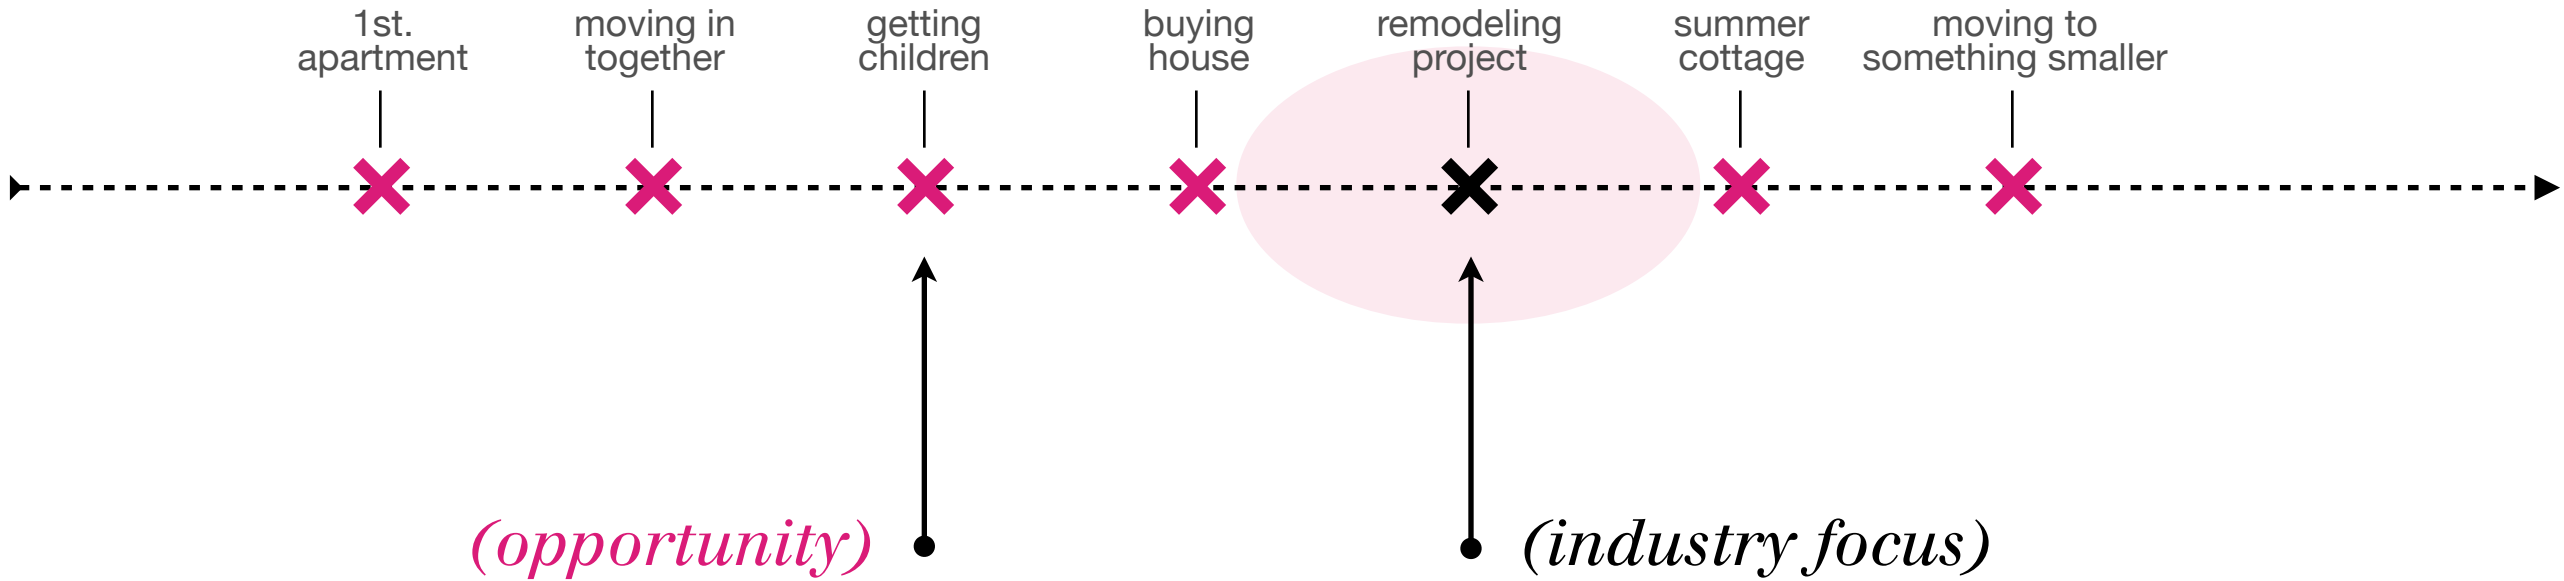 1st.
apartment
moving in
together
getting
children
buying
house
remodeling
project
summer
cottage
moving to
something smaller
(opportunity)
(industry focus)